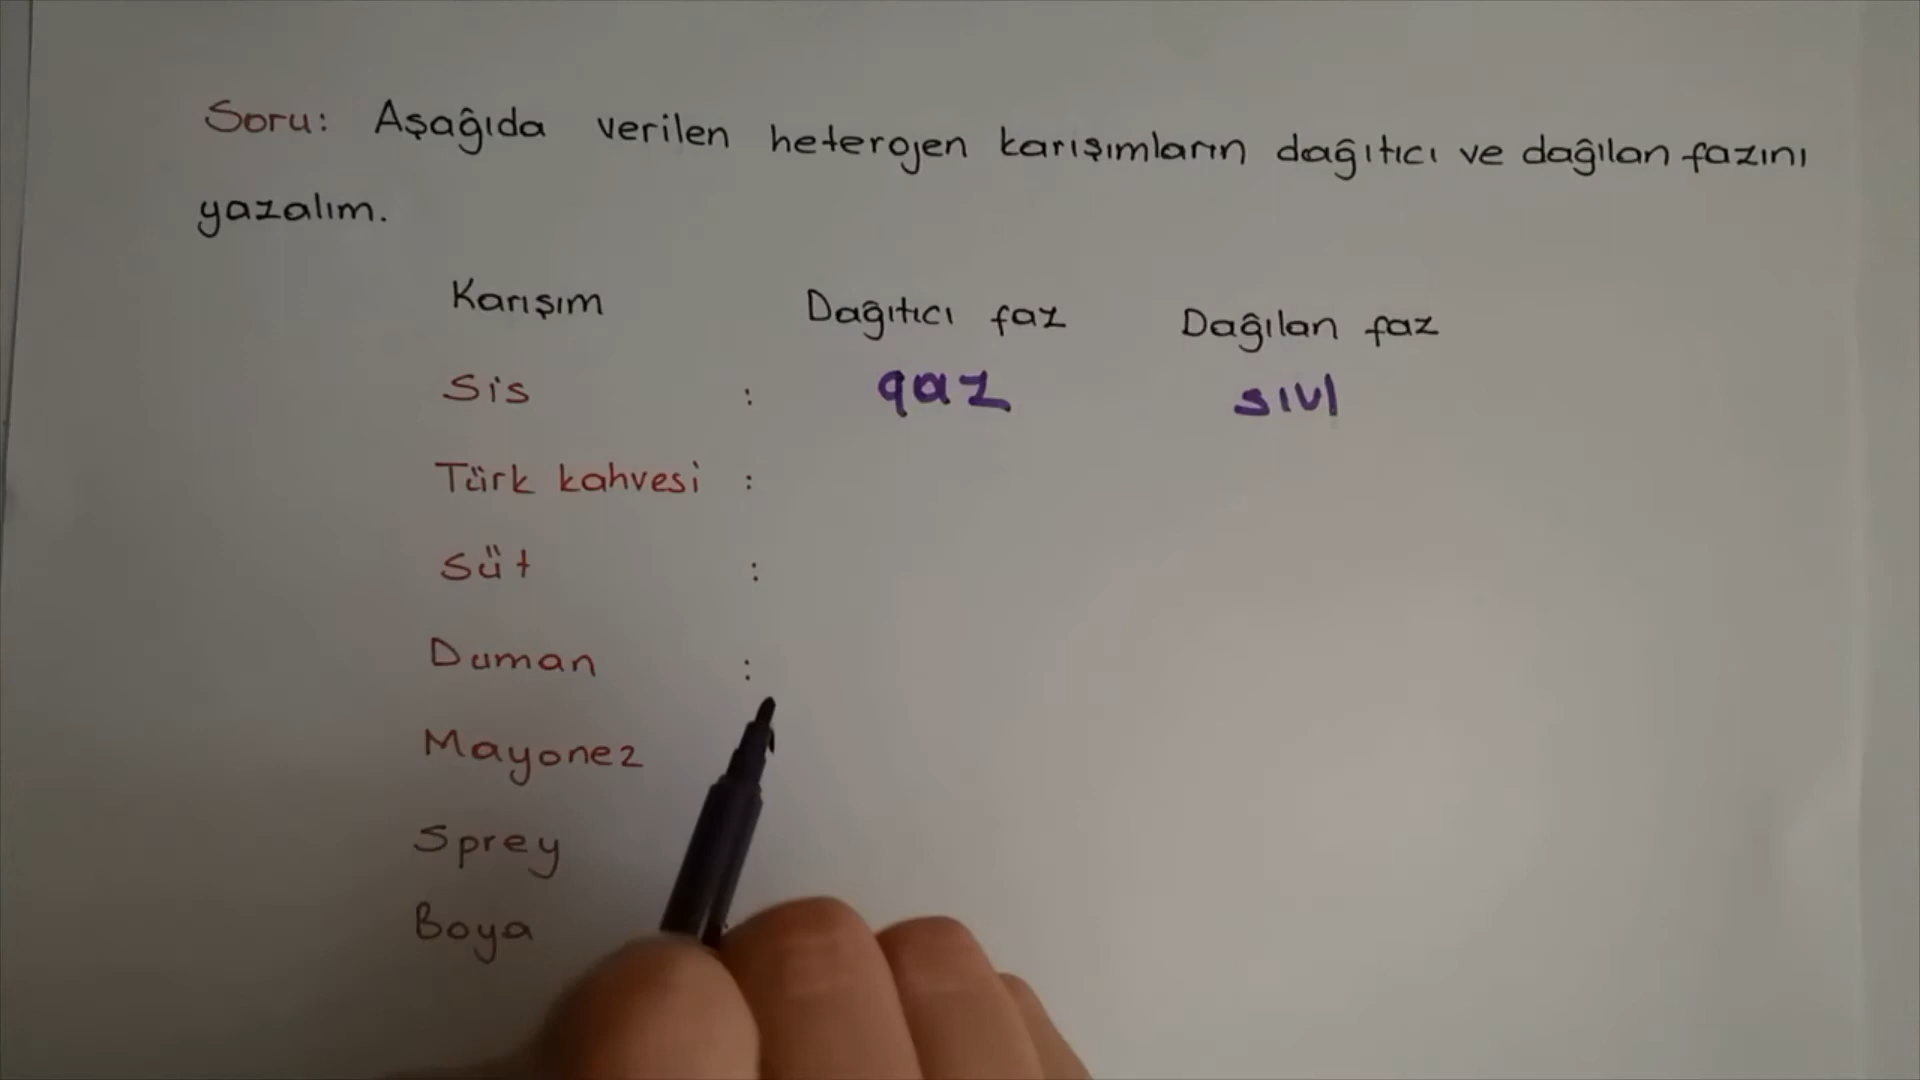 Soru: Aşağıda verilen heterojen karışımların dağıtıcı ve dağılan fazını
yazalım.
Karışım Dağıtıcı faz Dağılan faz
Sis : gaz sıvı
Türk kahvesi :
Süt :
Duman :
Mayonez
Sprey
Boya